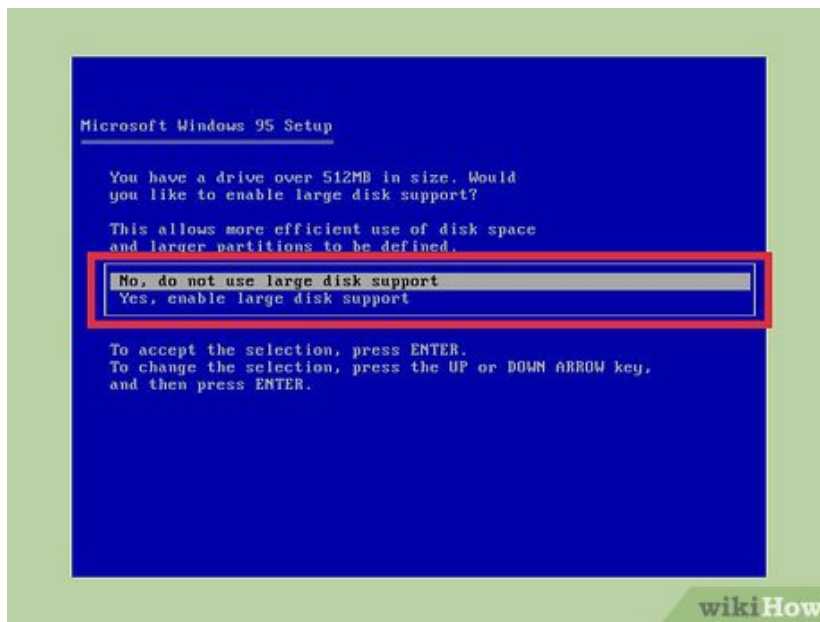 Microsoft Windows 95 Setup
You have a drive over 512MB in size. Would
you like to enable large disk support?
This allows more efficient use of disk space
and larger partitions to be defined.
No, do not use large disk support
Yes, enable large disk support
To accept the selection, press ENTER.
To change the selection, press the UP or DOWN ARROW key,
and then press ENTER.
wikiHow